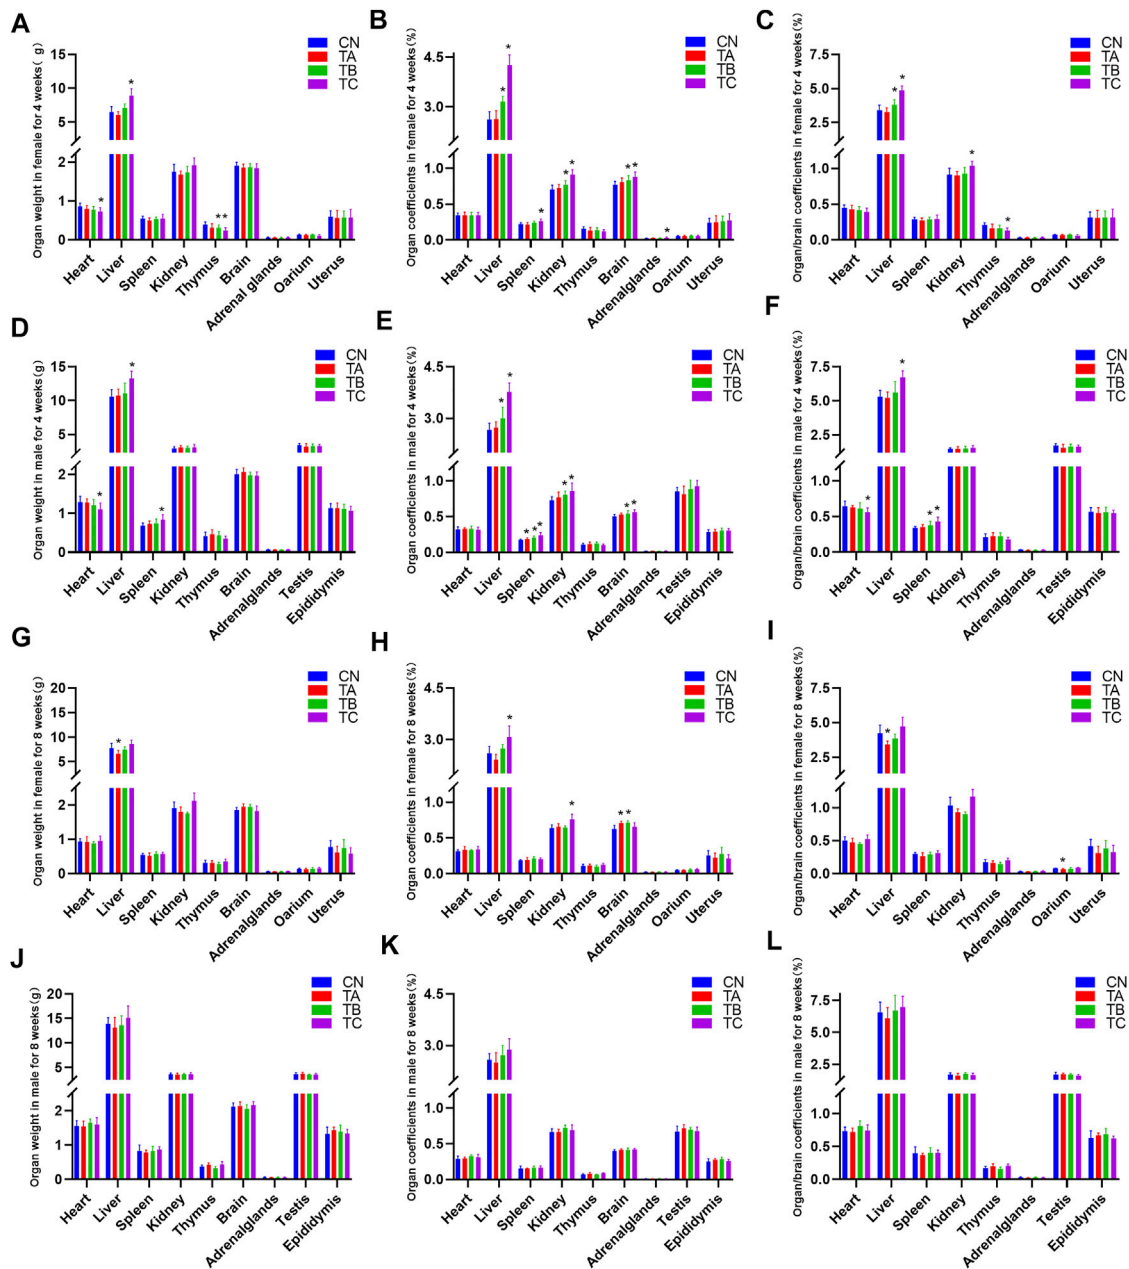 A
Organ weight in female for 4 weeks( g)
15
10
5
2
1
0
CN
TA
TB
TC
*
*
* *
Heart
Liver
Spleen
Kidney
Thymus
Brain
Adrenal glands
Oarium
Uterus
B
Organ coefficients in female for 4 weeks(%)
4.5
3.0
1.0
0.5
0.0
CN
TA
TB
TC
*
*
*
* *
* *
*
Heart
Liver
Spleen
Kidney
Thymus
Brain
Adrenalglands
Oarium
Uterus
C
Organ/brain coefficients in female for 4 weeks(%)
7.5
5.0
2.5
1.0
0.5
0.0
CN
TA
TB
TC
* *
*
*
Heart
Liver
Spleen
Kidney
Thymus
Brain
Adrenalglands
Oarium
Uterus
D
Organ weight in male for 4 weeks(g)
15
10
5
2
1
0
CN
TA
TB
TC
*
*
*
Heart
Liver
Spleen
Kidney
Thymus
Brain
Adrenalglands
Testis
Epididymis
E
Organ coefficients in male for 4 weeks(%)
4.5
3.0
1.0
0.5
0.0
CN
TA
TB
TC
* *
* * *
* *
* *
Heart
Liver
Spleen
Kidney
Thymus
Brain
Adrenalglands
Testis
Epididymis
F
Organ/brain coefficients in male for 4 weeks(%)
7.5
5.0
2.5
1.0
0.5
0.0
CN
TA
TB
TC
*
*
* *
Heart
Liver
Spleen
Kidney
Thymus
Brain
Adrenalglands
Testis
Epididymis
G
Organ weight in female for 8 weeks(g)
20
15
10
5
2
1
0
CN
TA
TB
TC
*
Heart
Liver
Spleen
Kidney
Thymus
Brain
Adrenalglands
Oarium
Uterus
H
Organ coefficients in female for 8 weeks(%)
4.5
3.0
1.0
0.5
0.0
CN
TA
TB
TC
*
*
* *
Heart
Liver
Spleen
Kidney
Thymus
Brain
Adrenalglands
Oarium
Uterus
I
Organ/brain coefficients in female for 8 weeks(%)
7.5
5.0
2.5
1.0
0.5
0.0
CN
TA
TB
TC
*
*
Heart
Liver
Spleen
Kidney
Thymus
Brain
Adrenalglands
Oarium
Uterus
J
Organ weight in male for 8 weeks(g)
20
15
10
5
2
1
0
CN
TA
TB
TC
Heart
Liver
Spleen
Kidney
Thymus
Brain
Adrenalglands
Testis
Epididymis
K
Organ coefficients in male for 8 weeks(%)
4.5
3.0
1.0
0.5
0.0
CN
TA
TB
TC
Heart
Liver
Spleen
Kidney
Thymus
Brain
Adrenalglands
Testis
Epididymis
L
Organ/brain coefficients in male for 8 weeks(%)
7.5
5.0
2.5
1.0
0.5
0.0
CN
TA
TB
TC
Heart
Liver
Spleen
Kidney
Thymus
Brain
Adrenalglands
Testis
Epididymis